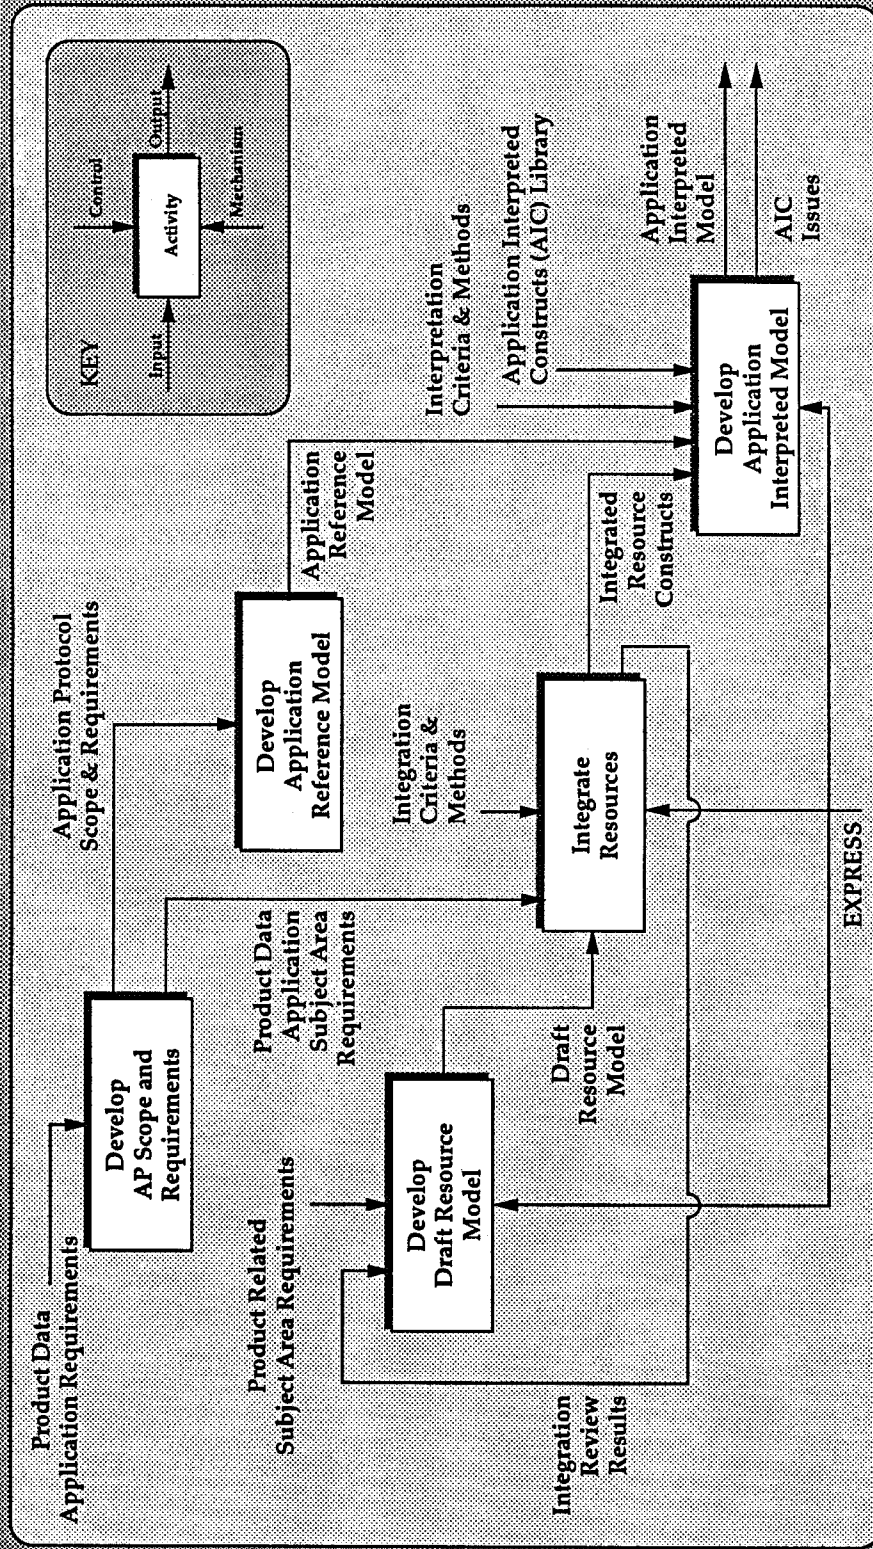 Product Data
Application Requirements
Develop
AP Scope and
Requirements
Application Protocol
Scope & Requirements
KEY
Input
Control
Activity
Output
Mechanism
Product Related
Subject Area Requirements
Product Data
Application
Subject Area
Requirements
Develop
Application
Reference Model
Application
Reference
Model
Develop
Draft Resource
Model
Integration
Criteria &
Methods
Interpretation
Criteria & Methods
Application Interpreted
Constructs (AIC) Library
Draft
Resource
Model
Integrate
Resources
Integrated
Resource
Constructs
Application
Interpreted
Model
Develop
Application
Interpreted Model
AIC
Issues
Integration
Review
Results
EXPRESS